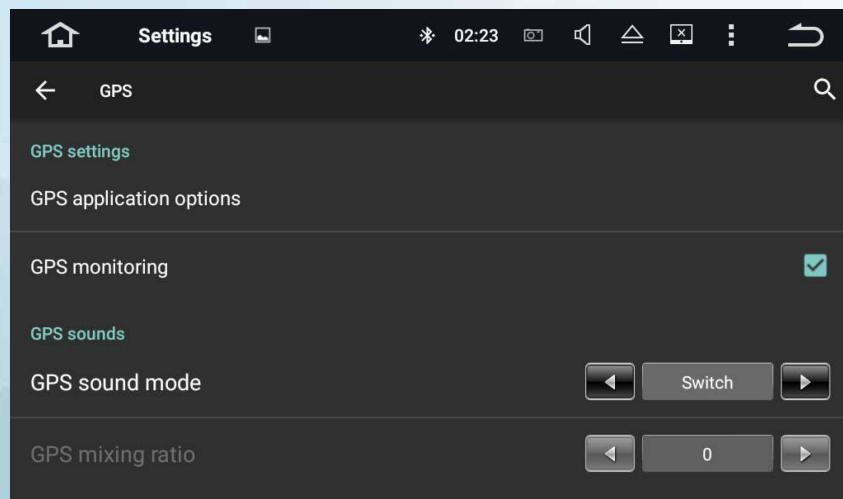 Settings 02:23
GPS
GPS settings
GPS application options
GPS monitoring
GPS sounds
GPS sound mode Switch
GPS mixing ratio 0